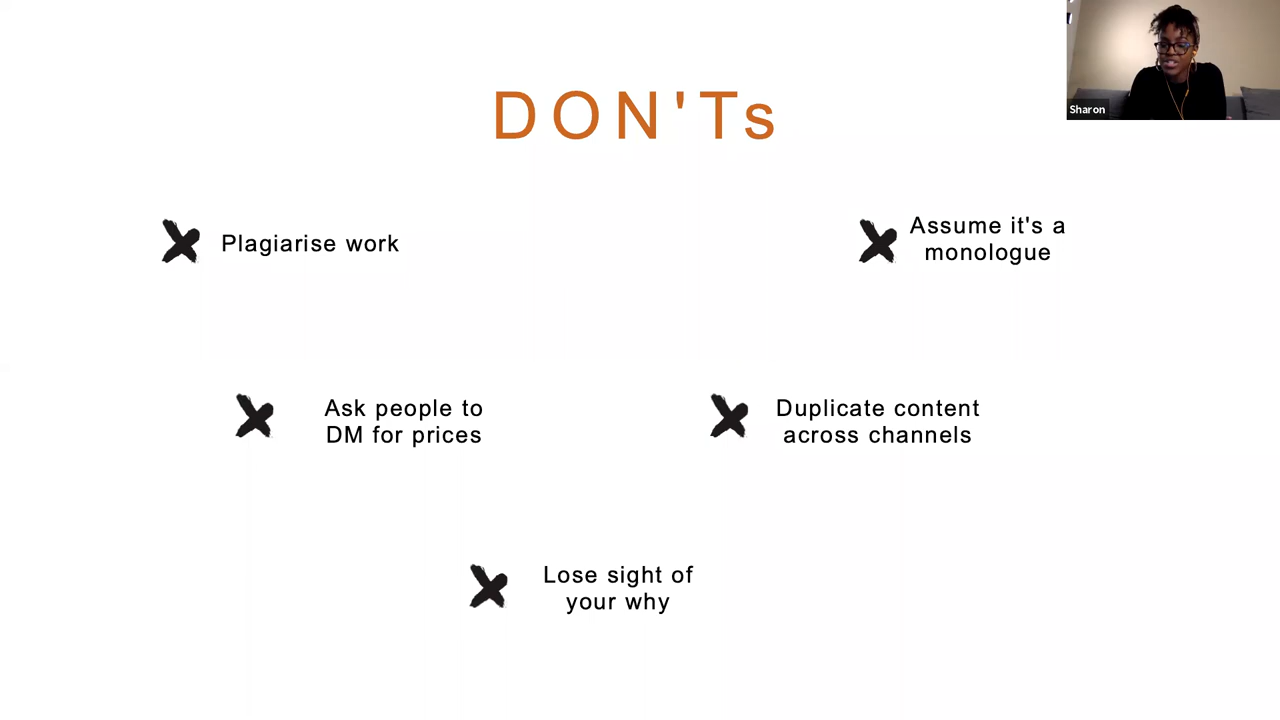 Sharon
DON'Ts
Plagiarise work
Assume it's a
monologue
Ask people to
DM for prices
Duplicate content
across channels
Lose sight of
your why